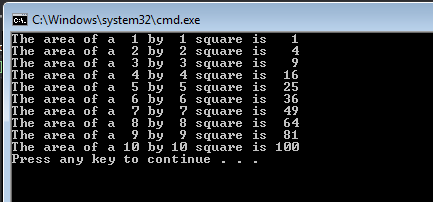 C:\Windows\system32\cmd.exe
The area of a  1 by  1 square is   1
The area of a  2 by  2 square is   4
The area of a  3 by  3 square is   9
The area of a  4 by  4 square is  16
The area of a  5 by  5 square is  25
The area of a  6 by  6 square is  36
The area of a  7 by  7 square is  49
The area of a  8 by  8 square is  64
The area of a  9 by  9 square is  81
The area of a 10 by 10 square is 100
Press any key to continue . . .